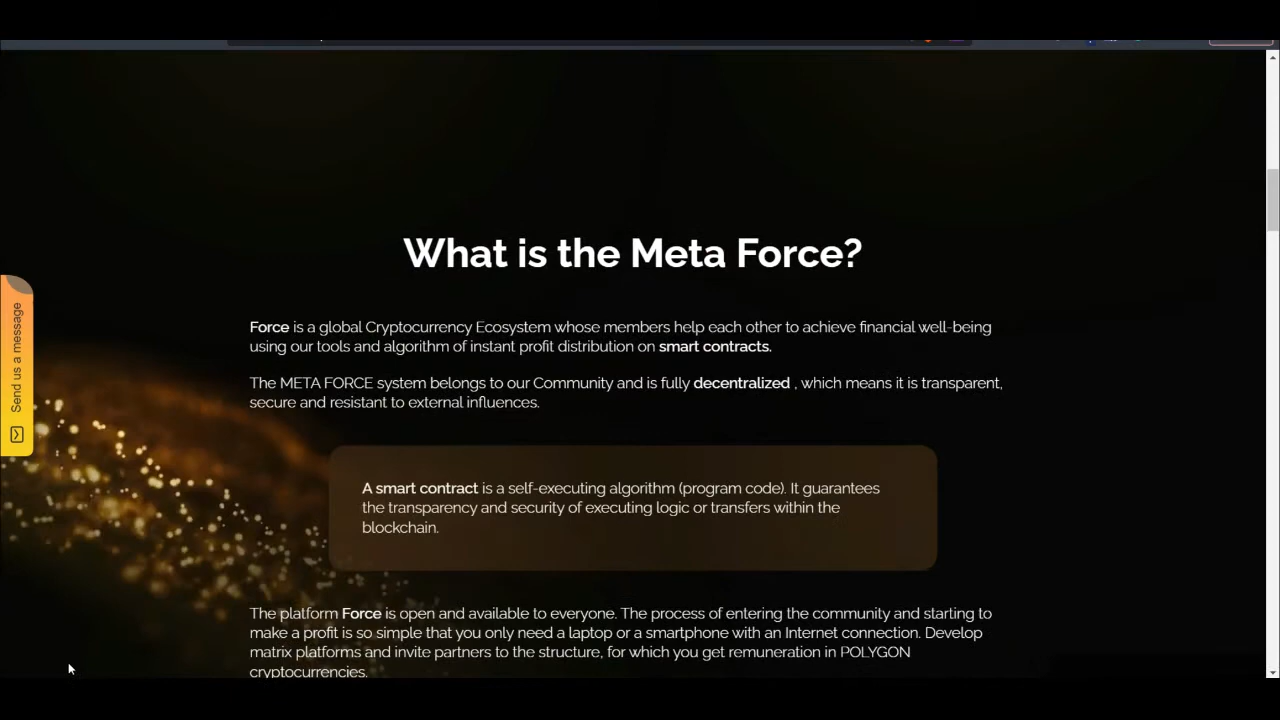 What is the Meta Force?
Force is a global Cryptocurrency Ecosystem whose members help each other to achieve financial well-being
using our tools and algorithm of instant profit distribution on smart contracts.
The META FORCE system belongs to our Community and is fully decentralized , which means it is transparent,
secure and resistant to external influences.
Send us a message
A smart contract is a self-executing algorithm (program code). It guarantees
the transparency and security of executing logic or transfers within the
blockchain.
The platform Force is open and available to everyone. The process of entering the community and starting to
make a profit is so simple that you only need a laptop or a smartphone with an Internet connection. Develop
matrix platforms and invite partners to the structure, for which you get remuneration in POLYGON
cryptocurrencies.